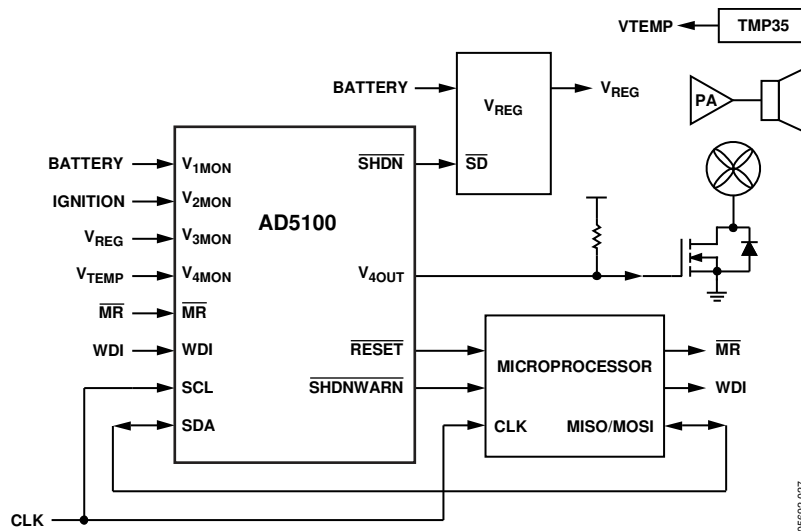 VTEMP
TMP35
BATTERY
VREG
VREG
PA
SHDN
SD
BATTERY
V1MON
IGNITION
V2MON
AD5100
VREG
V3MON
VTEMP
V4MON
V4OUT
MR
MR
WDI
WDI
RESET
MICROPROCESSOR
MR
SCL
SHDNWARN
WDI
SDA
CLK
MISO/MOSI
CLK